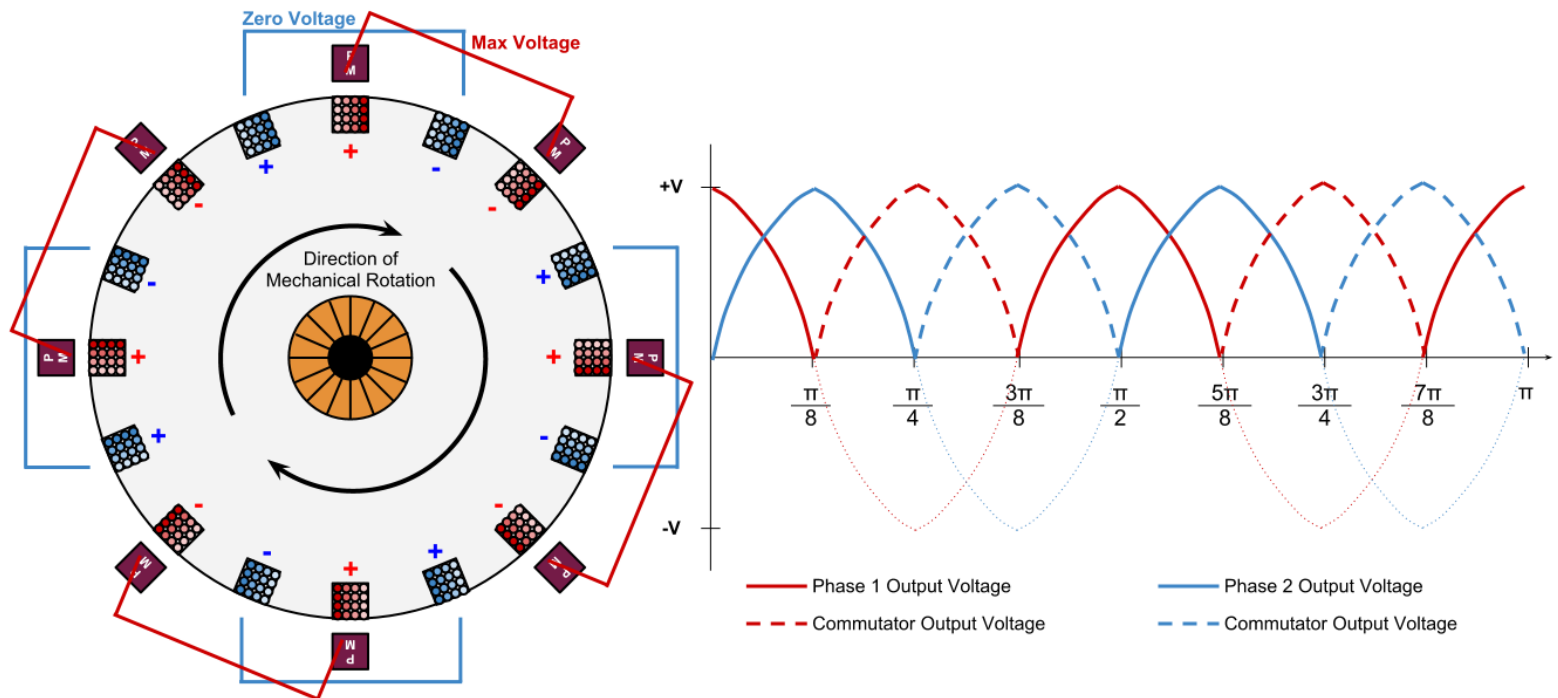 Zero Voltage
Max Voltage
P
M
P
M
P
M
+
+
-
-
-
Direction of
Mechanical Rotation
+
-
P
M
+
+
P
M
+
-
-
-
-
+
+
P
M
P
M
P
M
+V
-V
π
8
π
4
3π
8
π
2
5π
8
3π
4
7π
8
π
Phase 1 Output Voltage
Phase 2 Output Voltage
Commutator Output Voltage
Commutator Output Voltage